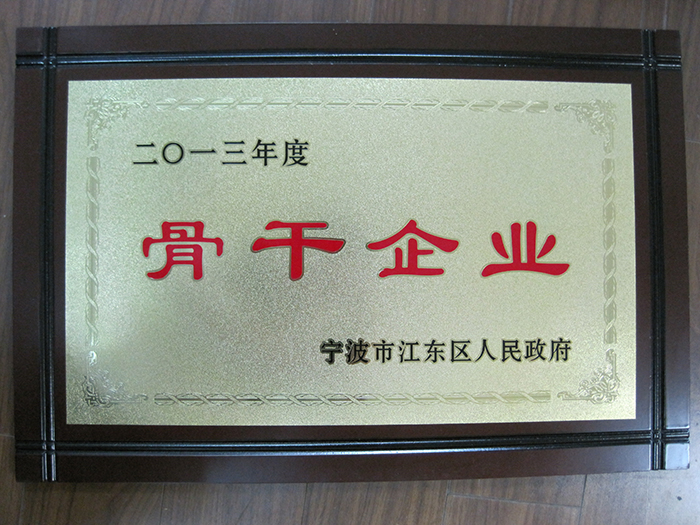 二〇一三年度
骨干企业
宁波市江东区人民政府